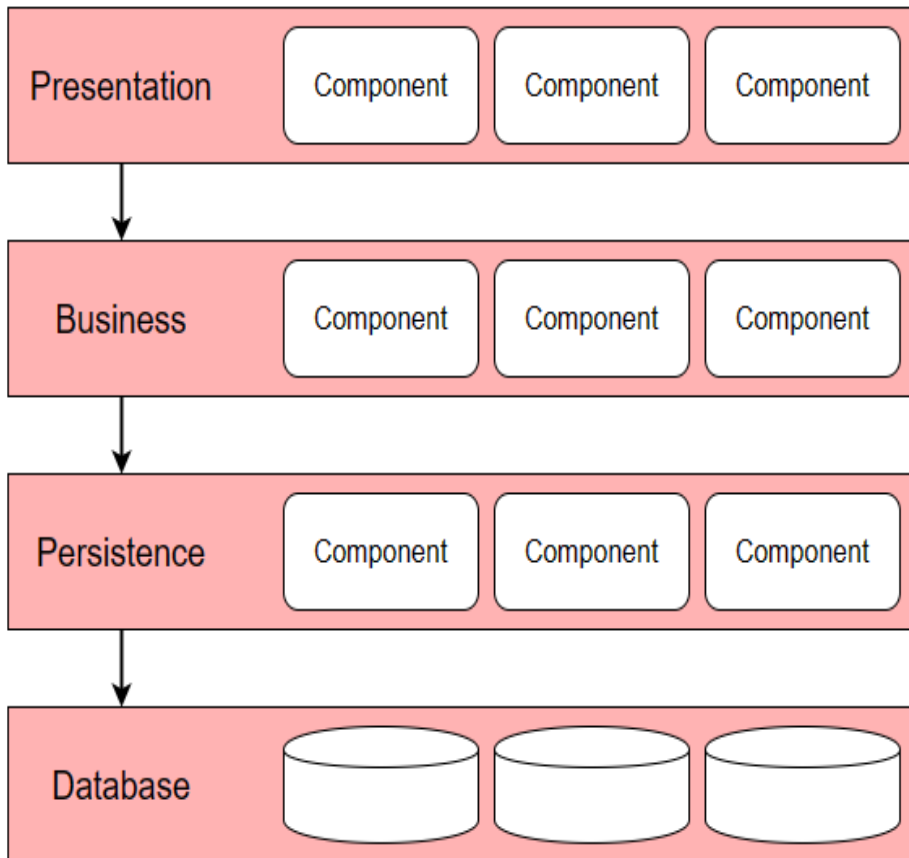 Presentation
Component
Component
Component
Business
Component
Component
Component
Persistence
Component
Component
Component
Database